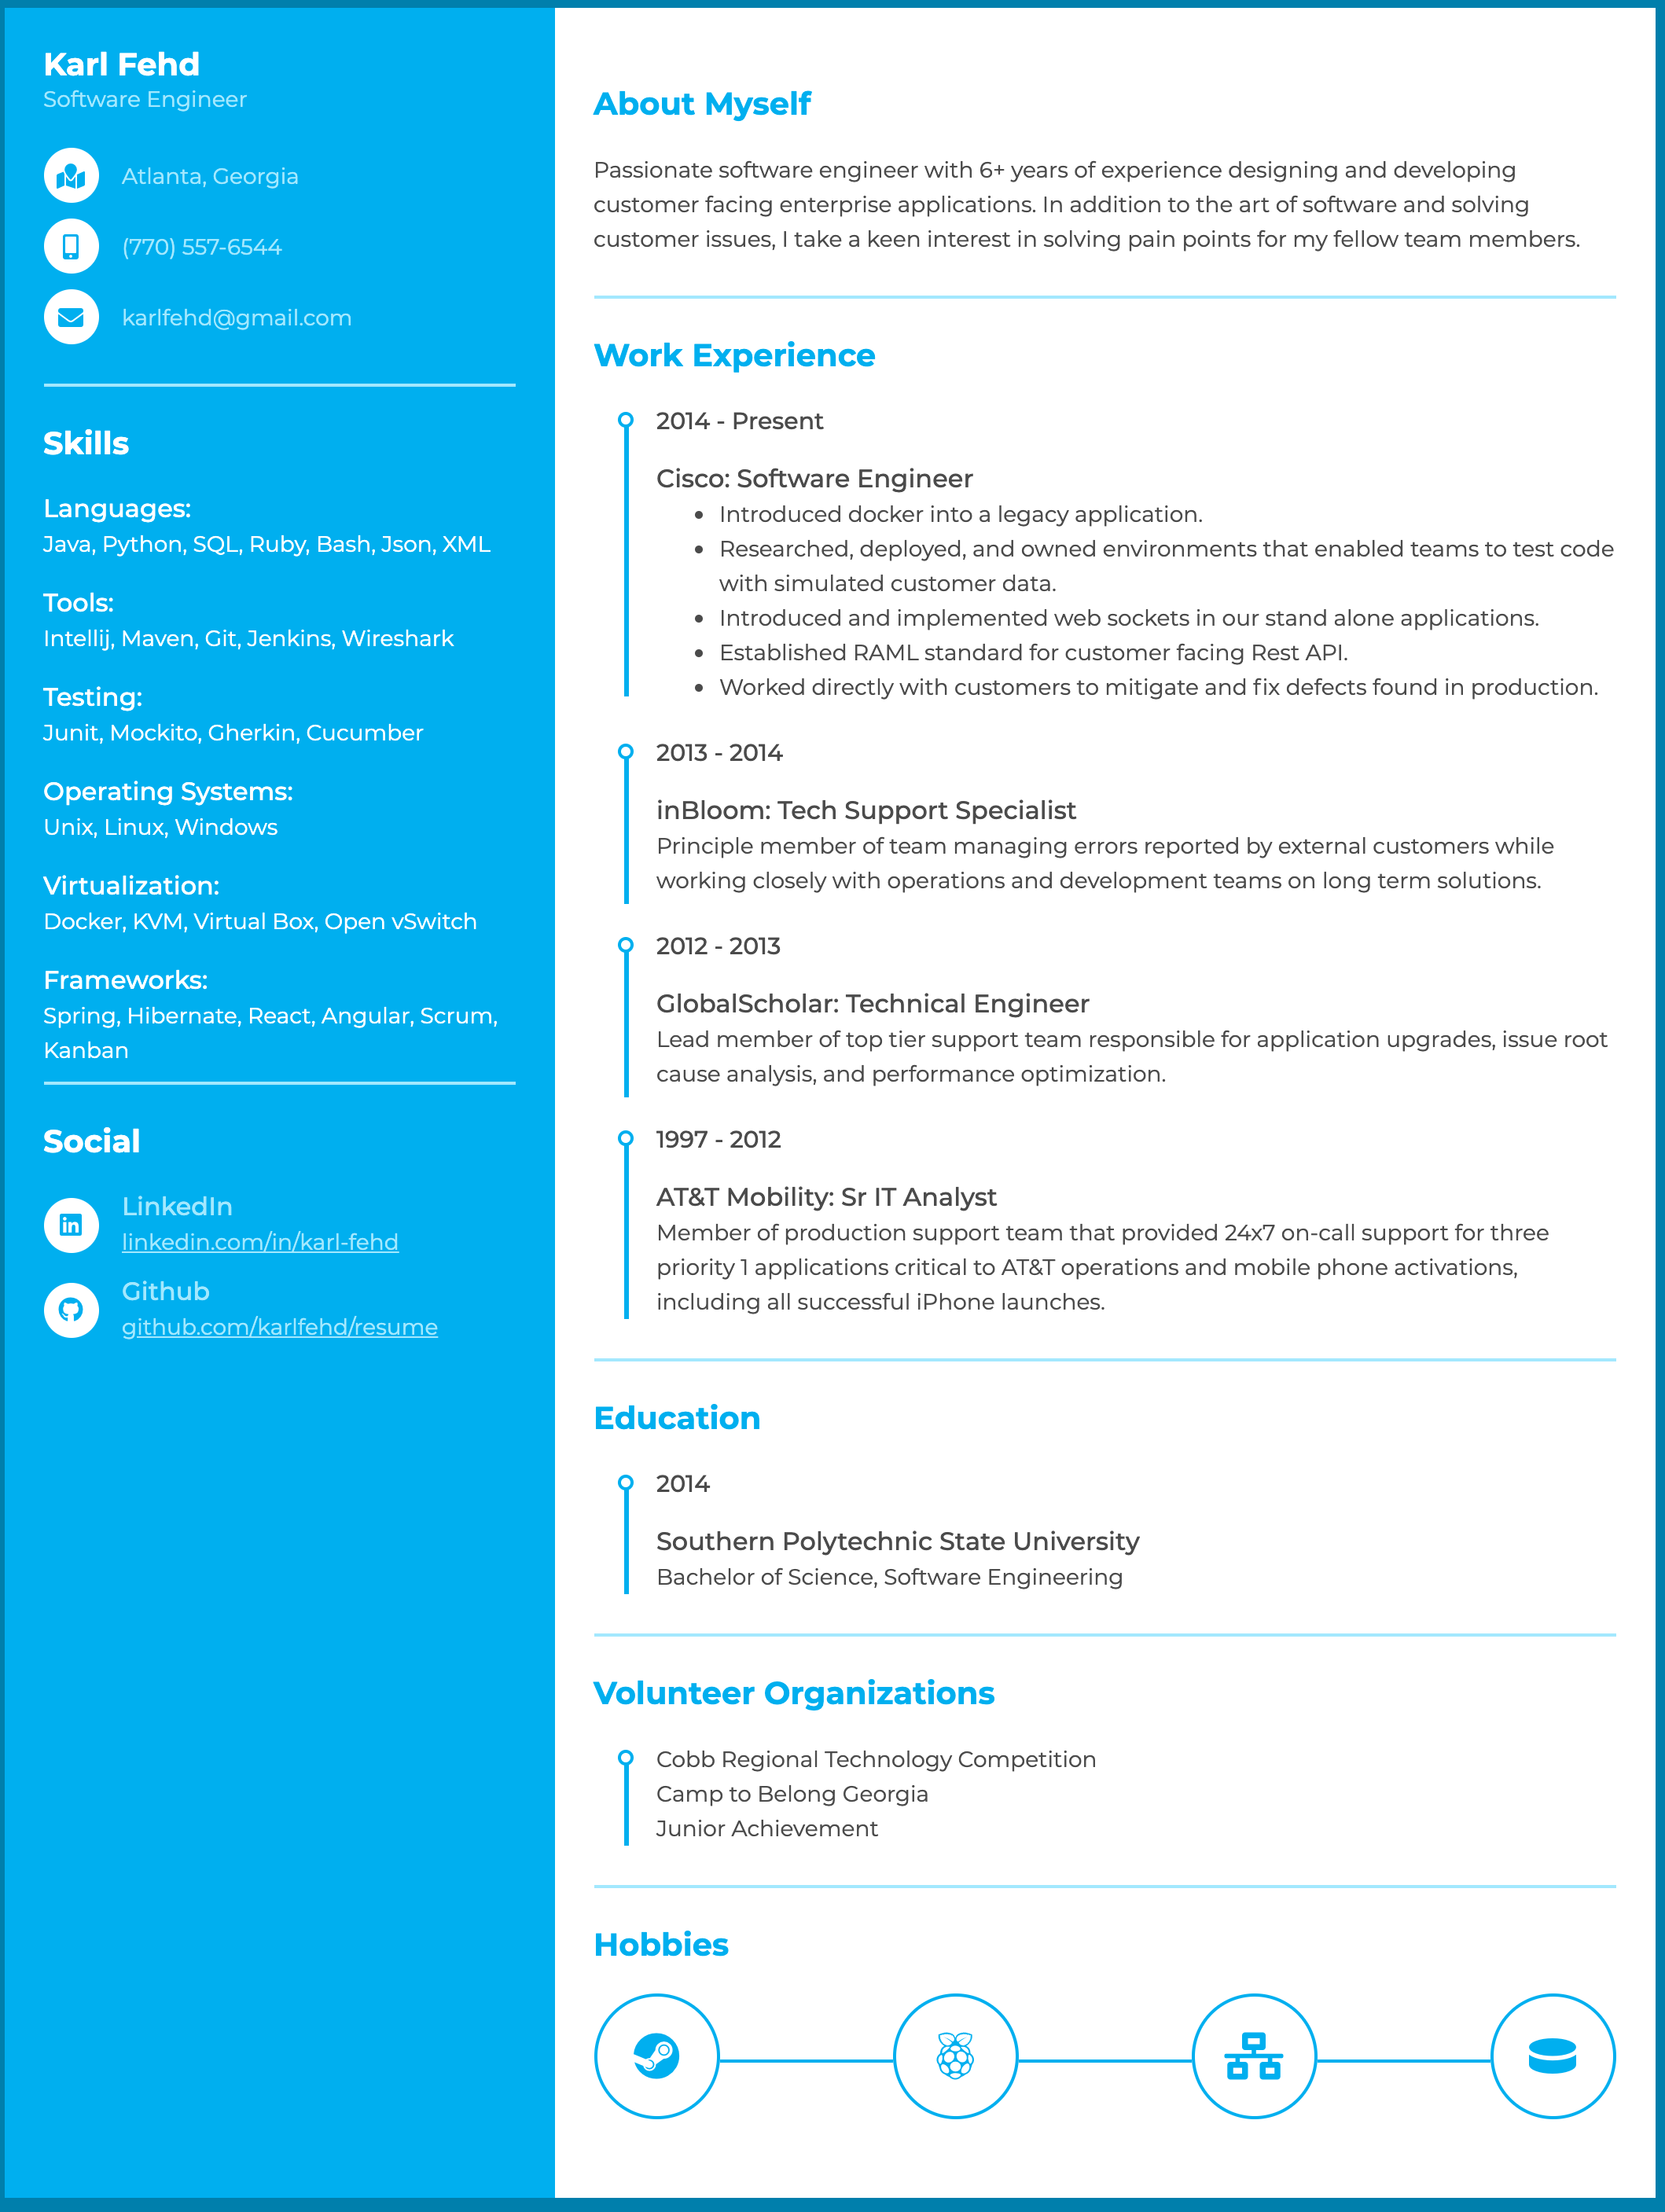 Karl Fehd
Software Engineer
Atlanta, Georgia
(770) 557-6544
karlfehd@gmail.com
Skills
Languages:
Java, Python, SQL, Ruby, Bash, Json, XML
Tools:
Intellij, Maven, Git, Jenkins, Wireshark
Testing:
Junit, Mockito, Gherkin, Cucumber
Operating Systems:
Unix, Linux, Windows
Virtualization:
Docker, KVM, Virtual Box, Open vSwitch
Frameworks:
Spring, Hibernate, React, Angular, Scrum,
Kanban
Social
LinkedIn
linkedin.com/in/karl-fehd
Github
github.com/karlfehd/resume
About Myself
Passionate software engineer with 6+ years of experience designing and developing
customer facing enterprise applications. In addition to the art of software and solving
customer issues, I take a keen interest in solving pain points for my fellow team members.
Work Experience
2014 - Present
Cisco: Software Engineer
• Introduced docker into a legacy application.
• Researched, deployed, and owned environments that enabled teams to test code
with simulated customer data.
• Introduced and implemented web sockets in our stand alone applications.
• Established RAML standard for customer facing Rest API.
• Worked directly with customers to mitigate and fix defects found in production.
2013 - 2014
inBloom: Tech Support Specialist
Principle member of team managing errors reported by external customers while
working closely with operations and development teams on long term solutions.
2012 - 2013
GlobalScholar: Technical Engineer
Lead member of top tier support team responsible for application upgrades, issue root
cause analysis, and performance optimization.
1997 - 2012
AT&T Mobility: Sr IT Analyst
Member of production support team that provided 24x7 on-call support for three
priority 1 applications critical to AT&T operations and mobile phone activations,
including all successful iPhone launches.
Education
2014
Southern Polytechnic State University
Bachelor of Science, Software Engineering
Volunteer Organizations
Cobb Regional Technology Competition
Camp to Belong Georgia
Junior Achievement
Hobbies